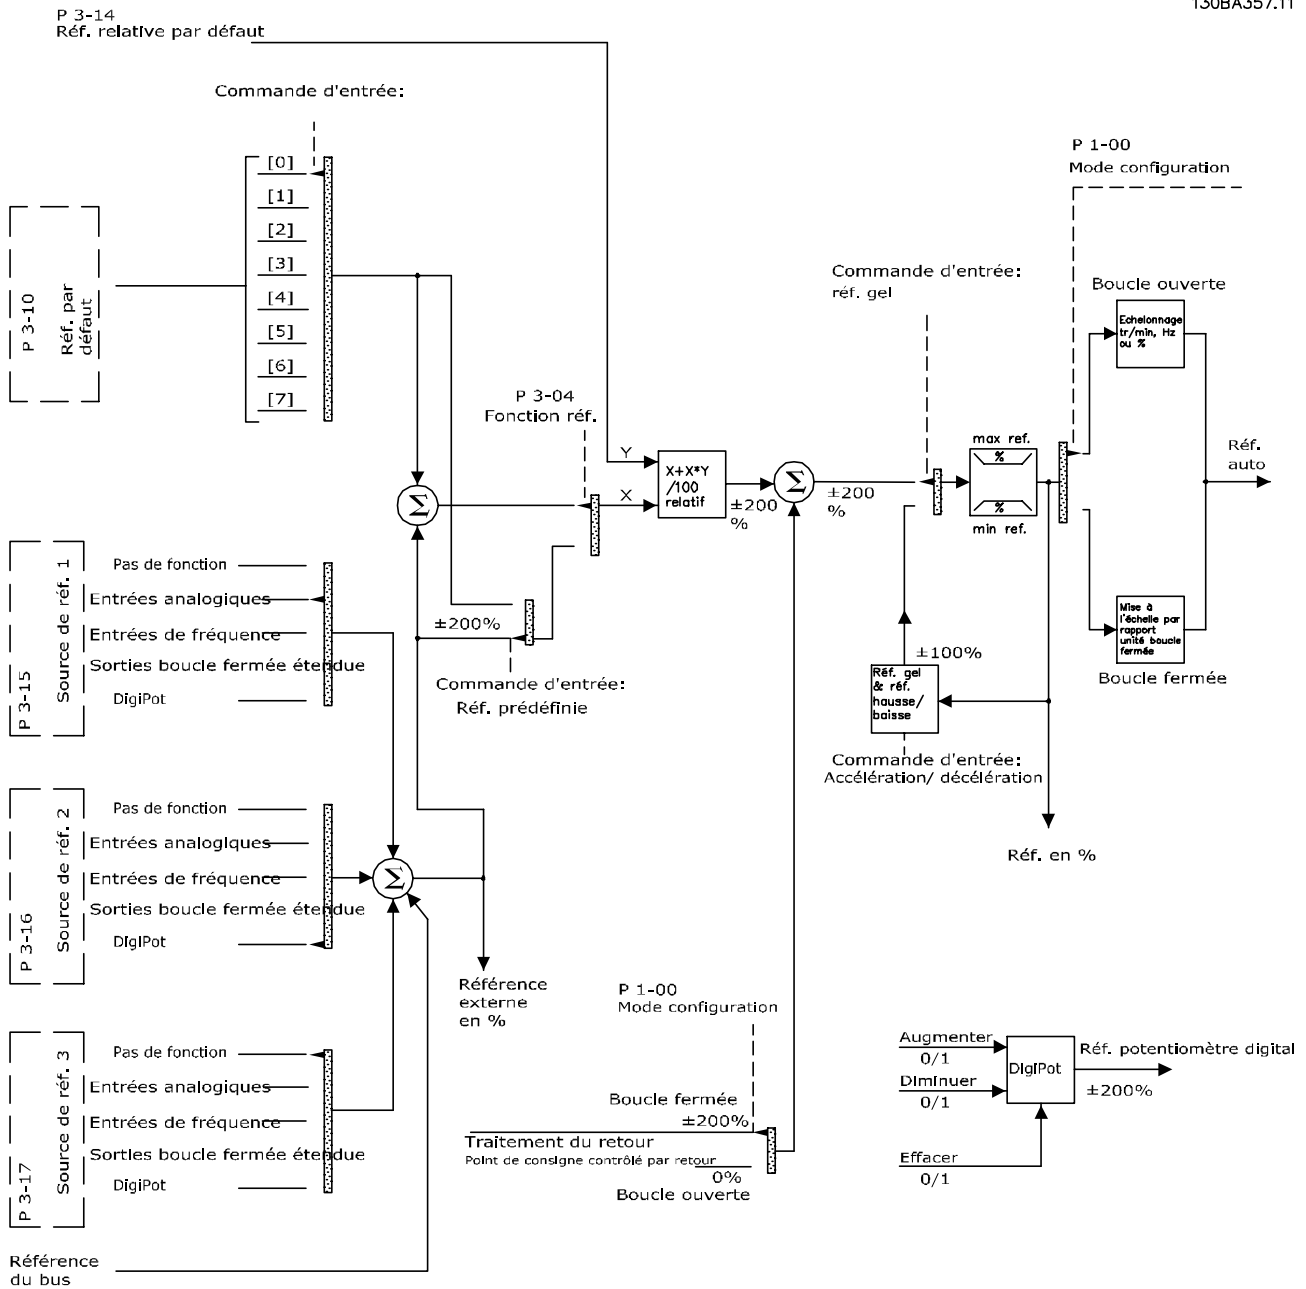 130BA357.11
P 3-14
Réf. relative par défaut
Commande d'entrée:
[0]
[1]
[2]
[3]
[4]
[5]
[6]
[7]
P 3-10
Réf. par
défaut
P 1-00
Mode configuration
Commande d'entrée:
réf. gel
Boucle ouverte
Echelonnage
tr/min, Hz
ou %
P 3-04
Fonction réf.
Y
X
X+X*Y
/100
relatif
±200
%
Σ
±200
%
max ref.
%
%
min ref.
Réf.
auto
Σ
P 3-15
Source de réf. 1
Pas de fonction
Entrées analogiques
Entrées de fréquence
Sorties boucle fermée étendue
DigiPot
±200%
Commande d'entrée:
Réf. prédéfinie
±100%
Réf. gel
& réf.
hausse/
baisse
Commande d'entrée:
Accélération/ décélération
Mise à
l'échelle par
rapport
unité boucle
fermée
Boucle fermée
Réf. en %
P 3-16
Source de réf. 2
Pas de fonction
Entrées analogiques
Entrées de fréquence
Sorties boucle fermée étendue
DigiPot
Σ
Référence
externe
en %
P 1-00
Mode configuration
Boucle fermée
±200%
Traitement du retour
Point de consigne contrôlé par retour
0%
Boucle ouverte
P 3-17
Source de réf. 3
Pas de fonction
Entrées analogiques
Entrées de fréquence
Sorties boucle fermée étendue
DigiPot
Référence
du bus
Augmenter
0/1
Diminuer
0/1
Effacer
0/1
DigiPot
Réf. potentiomètre digital
±200%